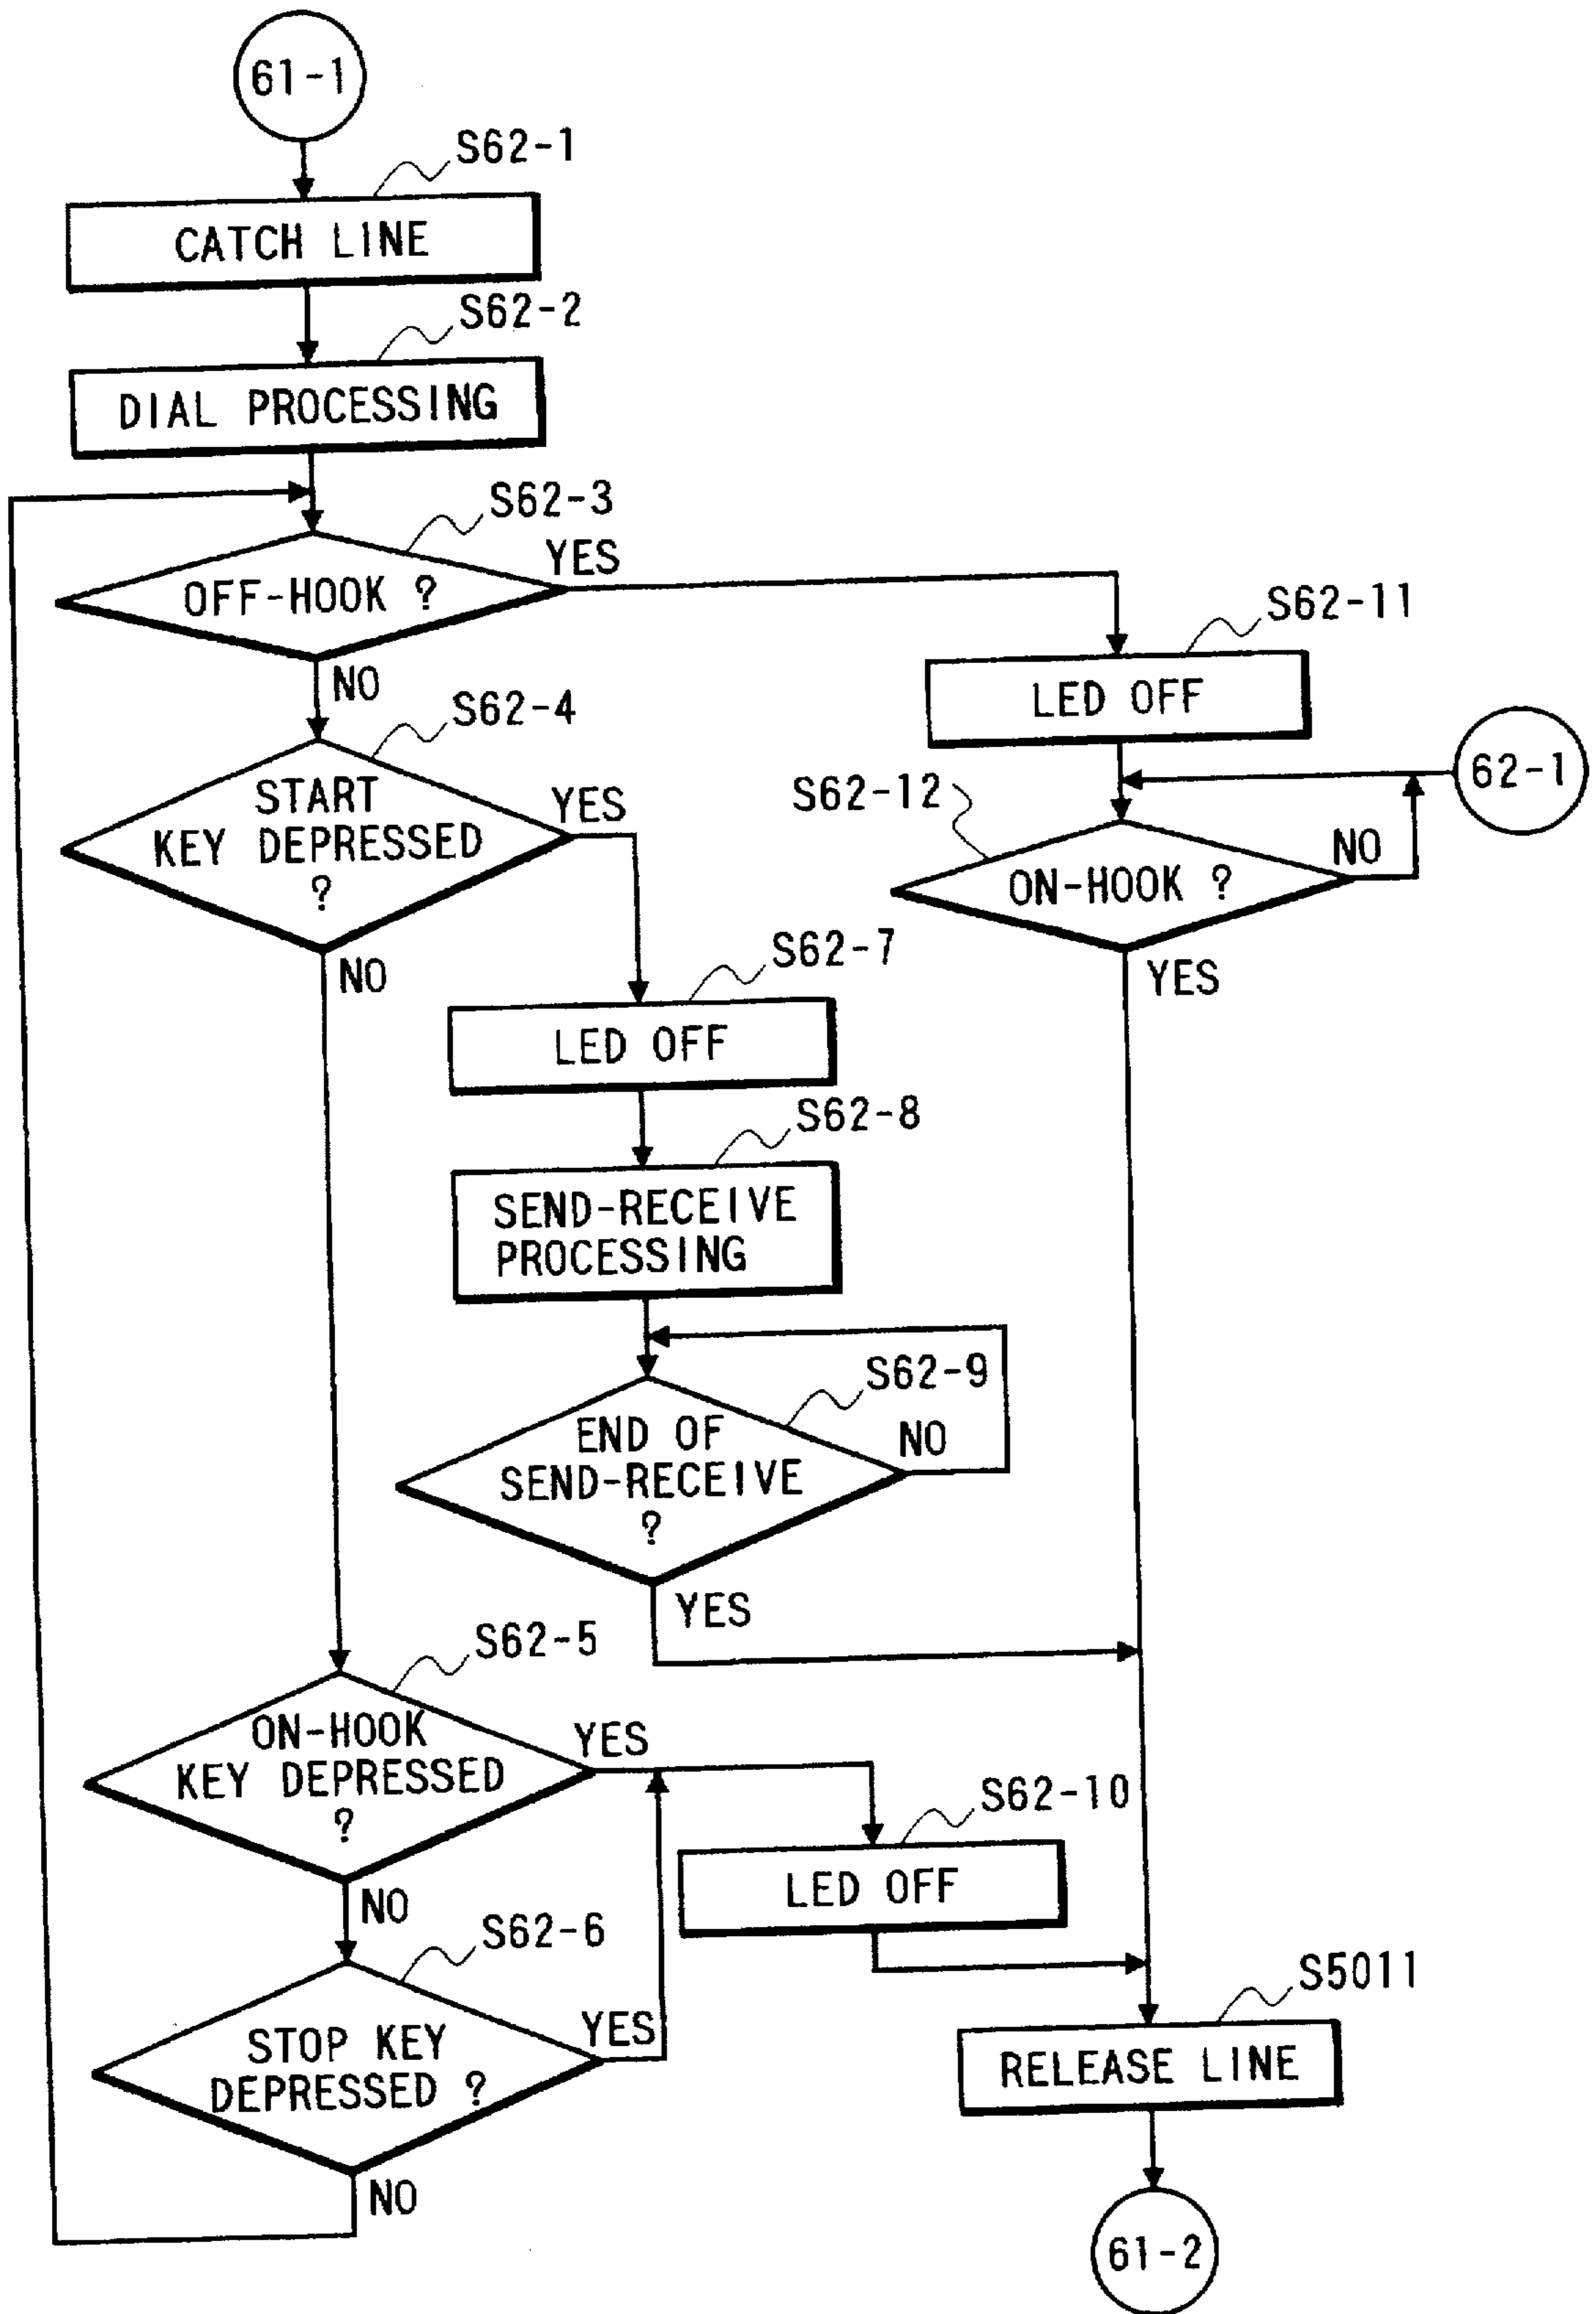 61-1
S62-1
CATCH LINE
S62-2
DIAL PROCESSING
S62-3
OFF-HOOK ?
YES
NO
S62-11
LED OFF
62-1
S62-12
ON-HOOK ?
NO
YES
S62-4
START
KEY DEPRESSED
?
YES
NO
S62-7
LED OFF
S62-8
SEND-RECEIVE
PROCESSING
S62-9
END OF
SEND-RECEIVE
?
NO
YES
S62-5
ON-HOOK
KEY DEPRESSED
?
YES
NO
S62-10
LED OFF
S62-6
STOP KEY
DEPRESSED ?
YES
NO
S5011
RELEASE LINE
61-2